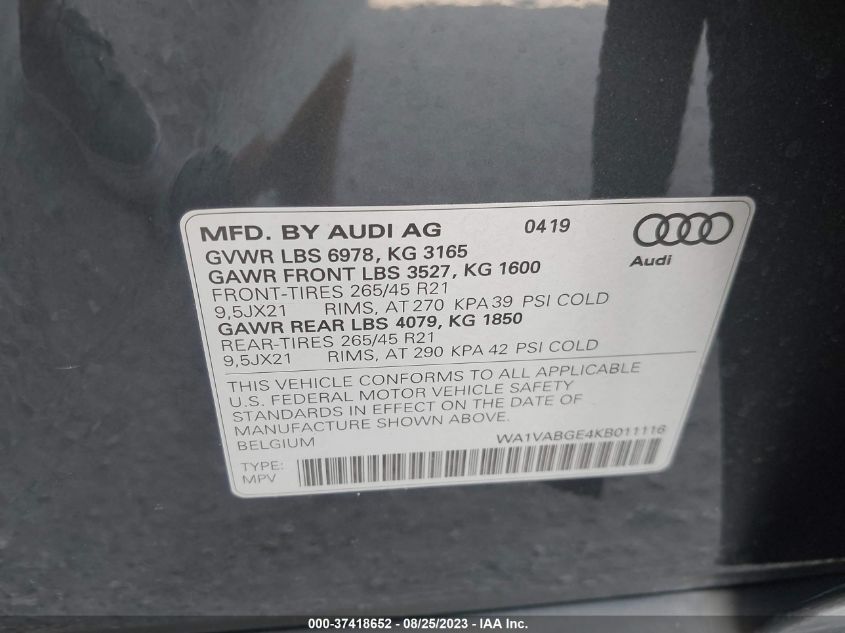 MFD. BY AUDI AG 0419
Audi
GVWR LBS 6978, KG 3165
GAWR FRONT LBS 3527, KG 1600
FRONT-TIRES 265/45 R21
9,5JX21 RIMS, AT 270 KPA 39 PSI COLD
GAWR REAR LBS 4079, KG 1850
REAR-TIRES 265/45 R21
9,5JX21 RIMS, AT 290 KPA 42 PSI COLD
THIS VEHICLE CONFORMS TO ALL APPLICABLE
U.S. FEDERAL MOTOR VEHICLE SAFETY
STANDARDS IN EFFECT ON THE DATE OF
MANUFACTURE SHOWN ABOVE.
BELGIUM WA1VABGE4KB011116
TYPE:
MPV
000-37418652 - 08/25/2023 - IAA Inc.